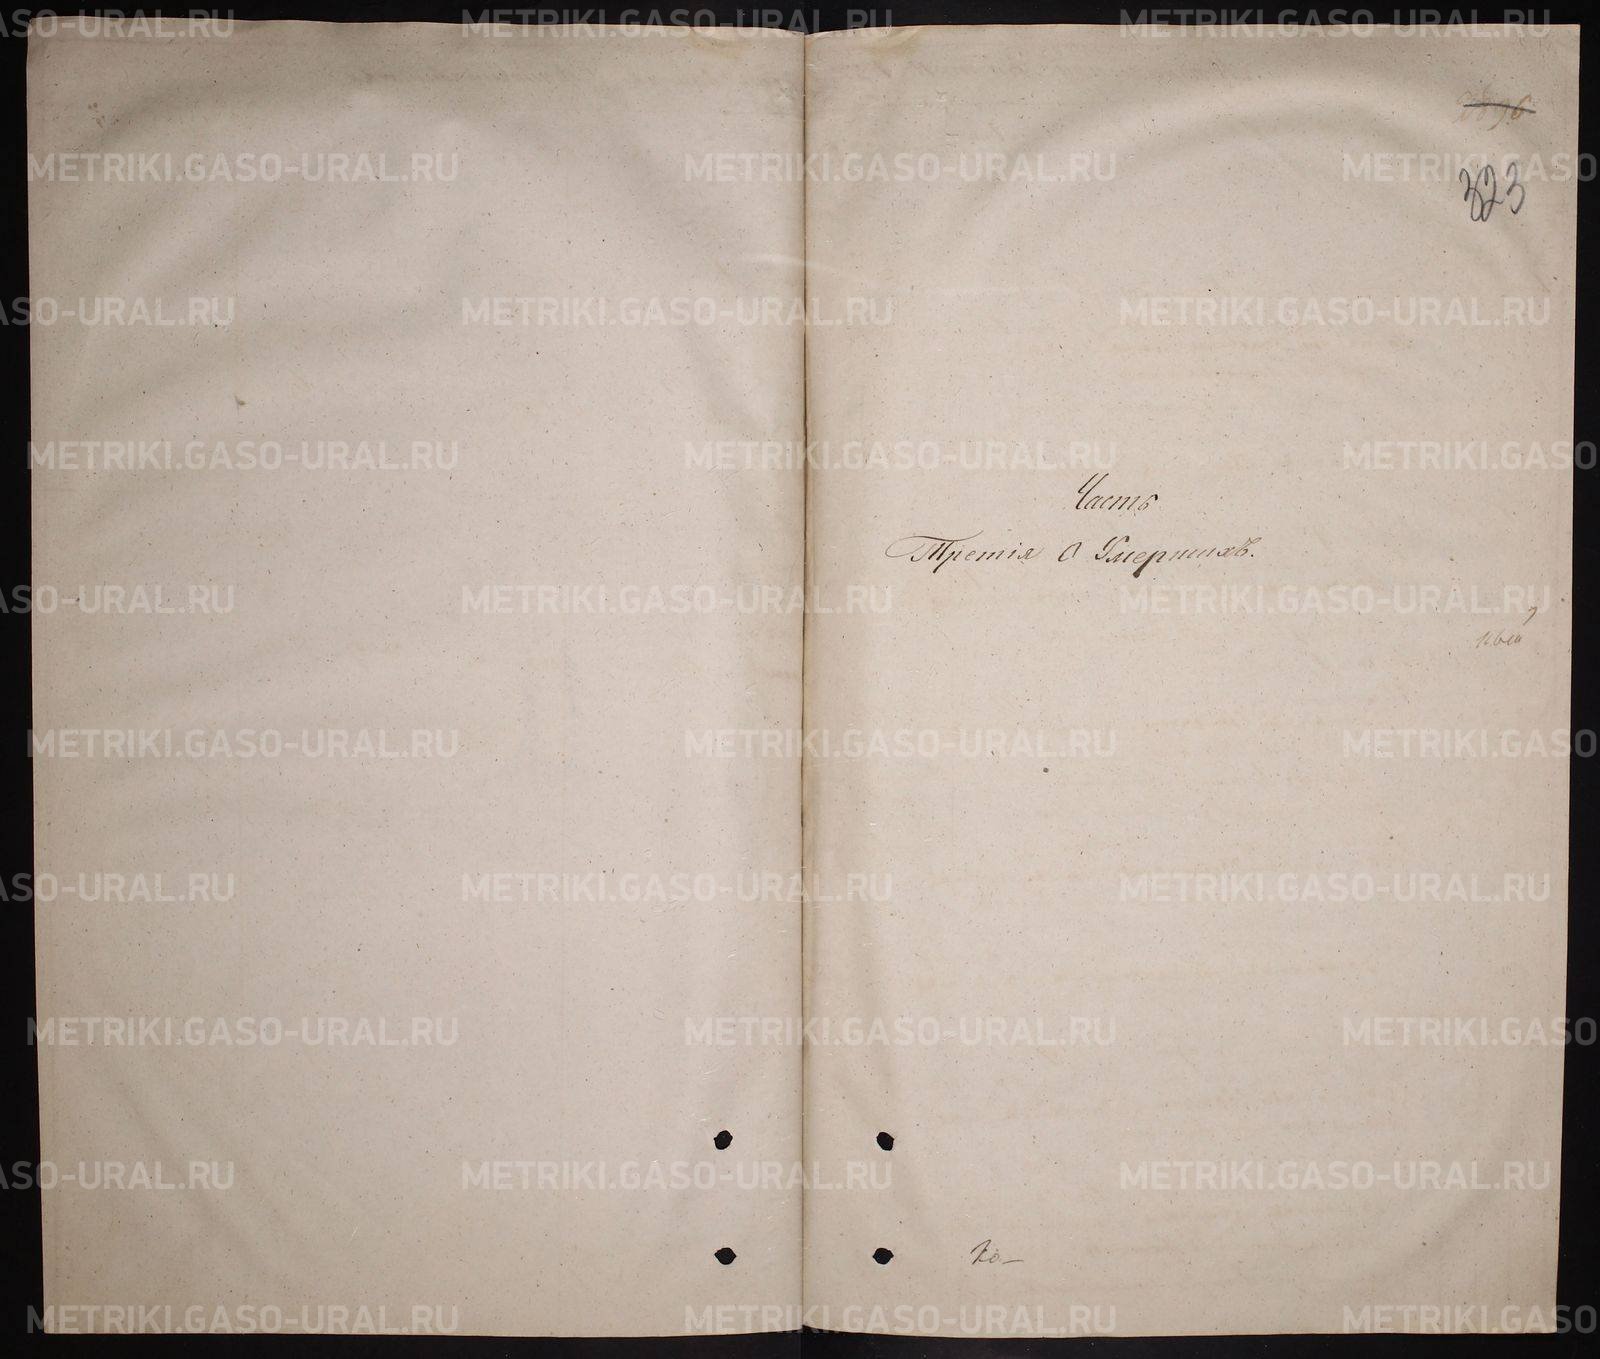 323
Часть
Третія О Умершихъ.